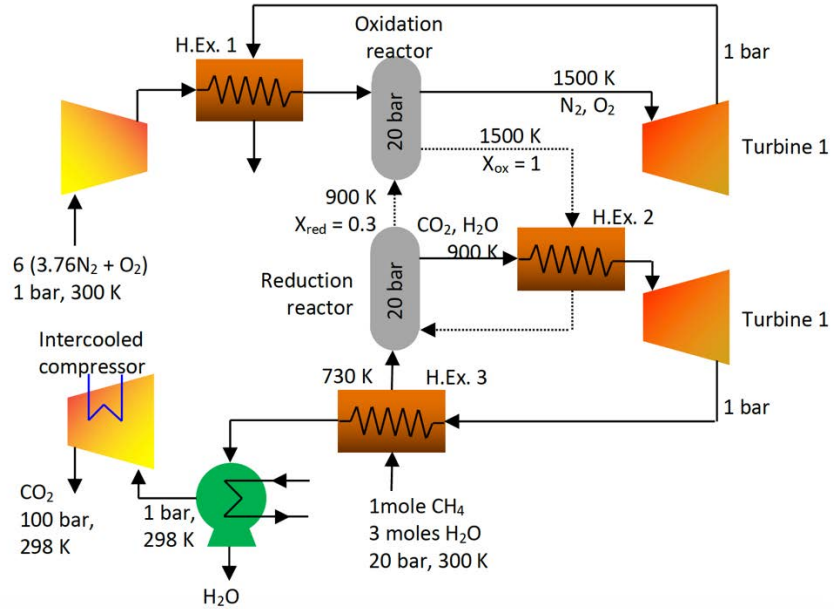 Oxidation
reactor
H.Ex. 1
1 bar
1500 K
N₂, O₂
20 bar
1500 K
X_ox = 1
Turbine 1
900 K
X_red = 0.3
CO₂, H₂O
900 K
H.Ex. 2
6 (3.76N₂ + O₂)
1 bar, 300 K
Reduction
reactor
20 bar
Turbine 1
Intercooled
compressor
730 K
H.Ex. 3
1 bar
CO₂
100 bar,
298 K
1 bar,
298 K
1mole CH₄
3 moles H₂O
20 bar, 300 K
H₂O